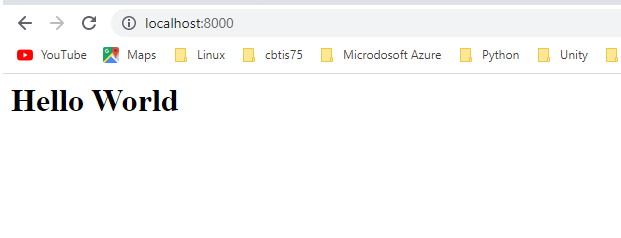 localhost:8000
YouTube Maps Linux cbtis75 Microdosoft Azure Python Unity
Hello World